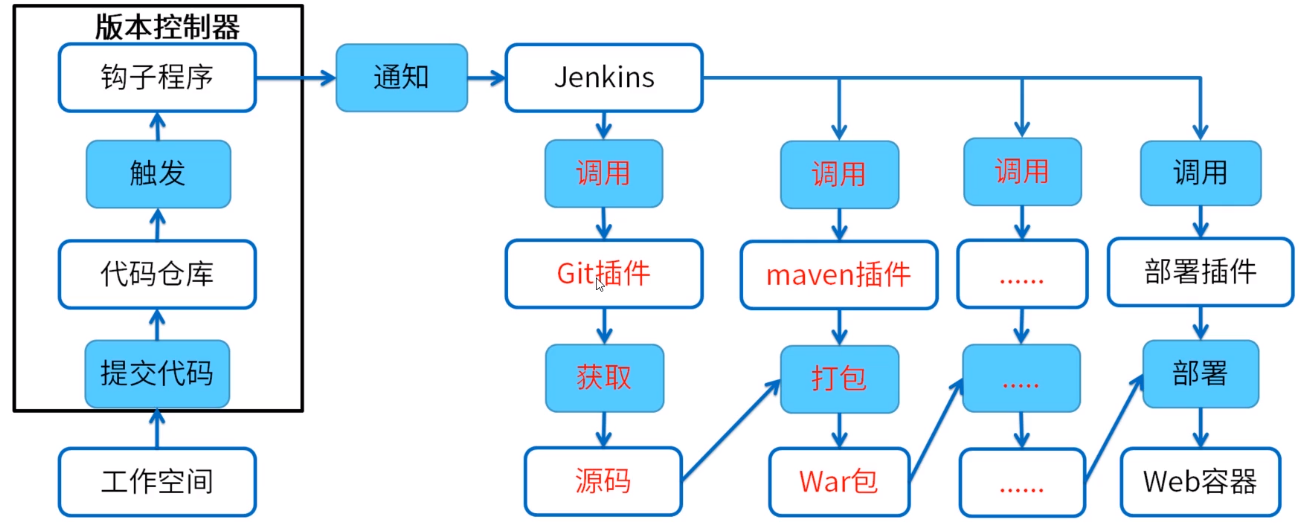 版本控制器
钩子程序
通知
Jenkins
触发
调用
调用
调用
调用
代码仓库
Git插件
maven插件
......
部署插件
提交代码
获取
打包
.....
部署
工作空间
源码
War包
......
Web容器